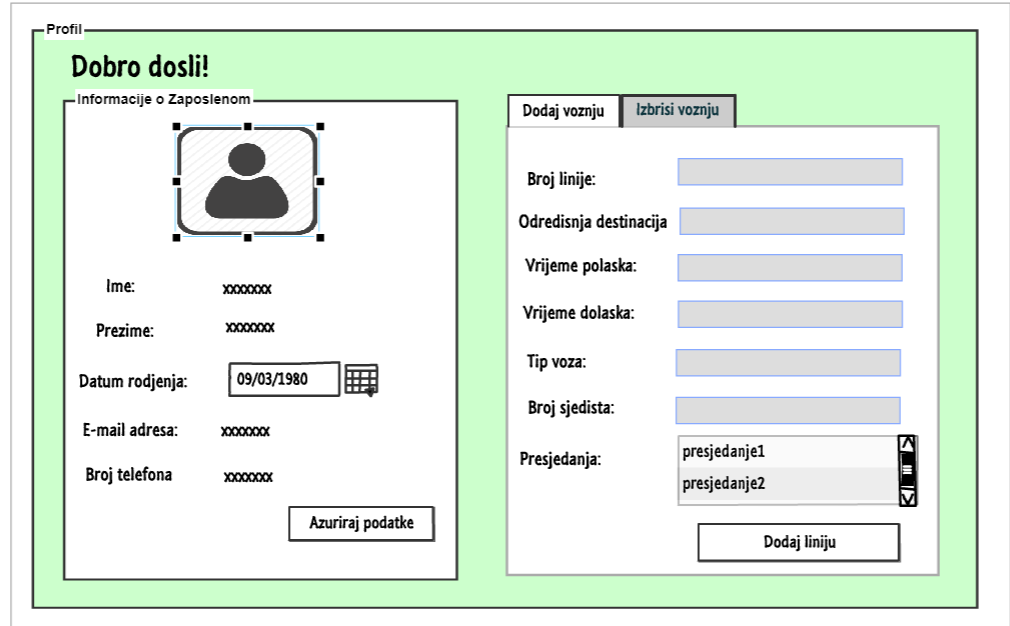 Profil
Dobro dosli!
Informacije o Zaposlenom
Ime: xxxxxxx
Prezime: xxxxxxx
Datum rodjenja: 09/03/1980
E-mail adresa: xxxxxxx
Broj telefona xxxxxxx
Azuriraj podatke
Dodaj voznju Izbrisi voznju
Broj linije:
Odredisnja destinacija
Vrijeme polaska:
Vrijeme dolaska:
Tip voza:
Broj sjedista:
Presjedanja: presjedanje1
presjedanje2
Dodaj liniju